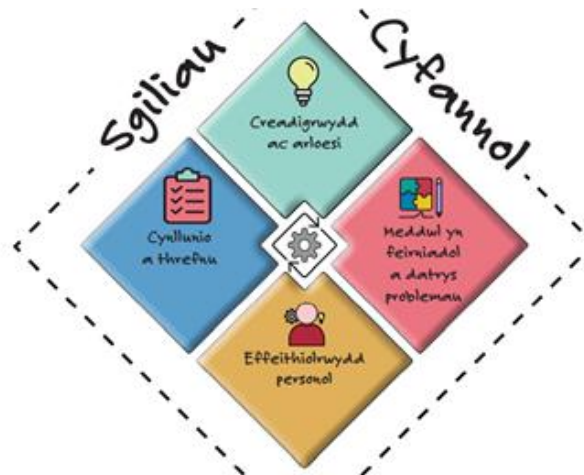 Sgiliau
Cyfannol
Creadigrwydd
ac arloesi
Cynllunio
a threfnu
Meddwl yn
feirniadol
a datrys
problemau
Effeithiolrwydd
personol